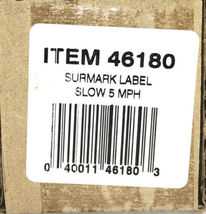 ITEM 46180
SURMARK LABEL
SLOW 5 MPH
0 40011 46180 3